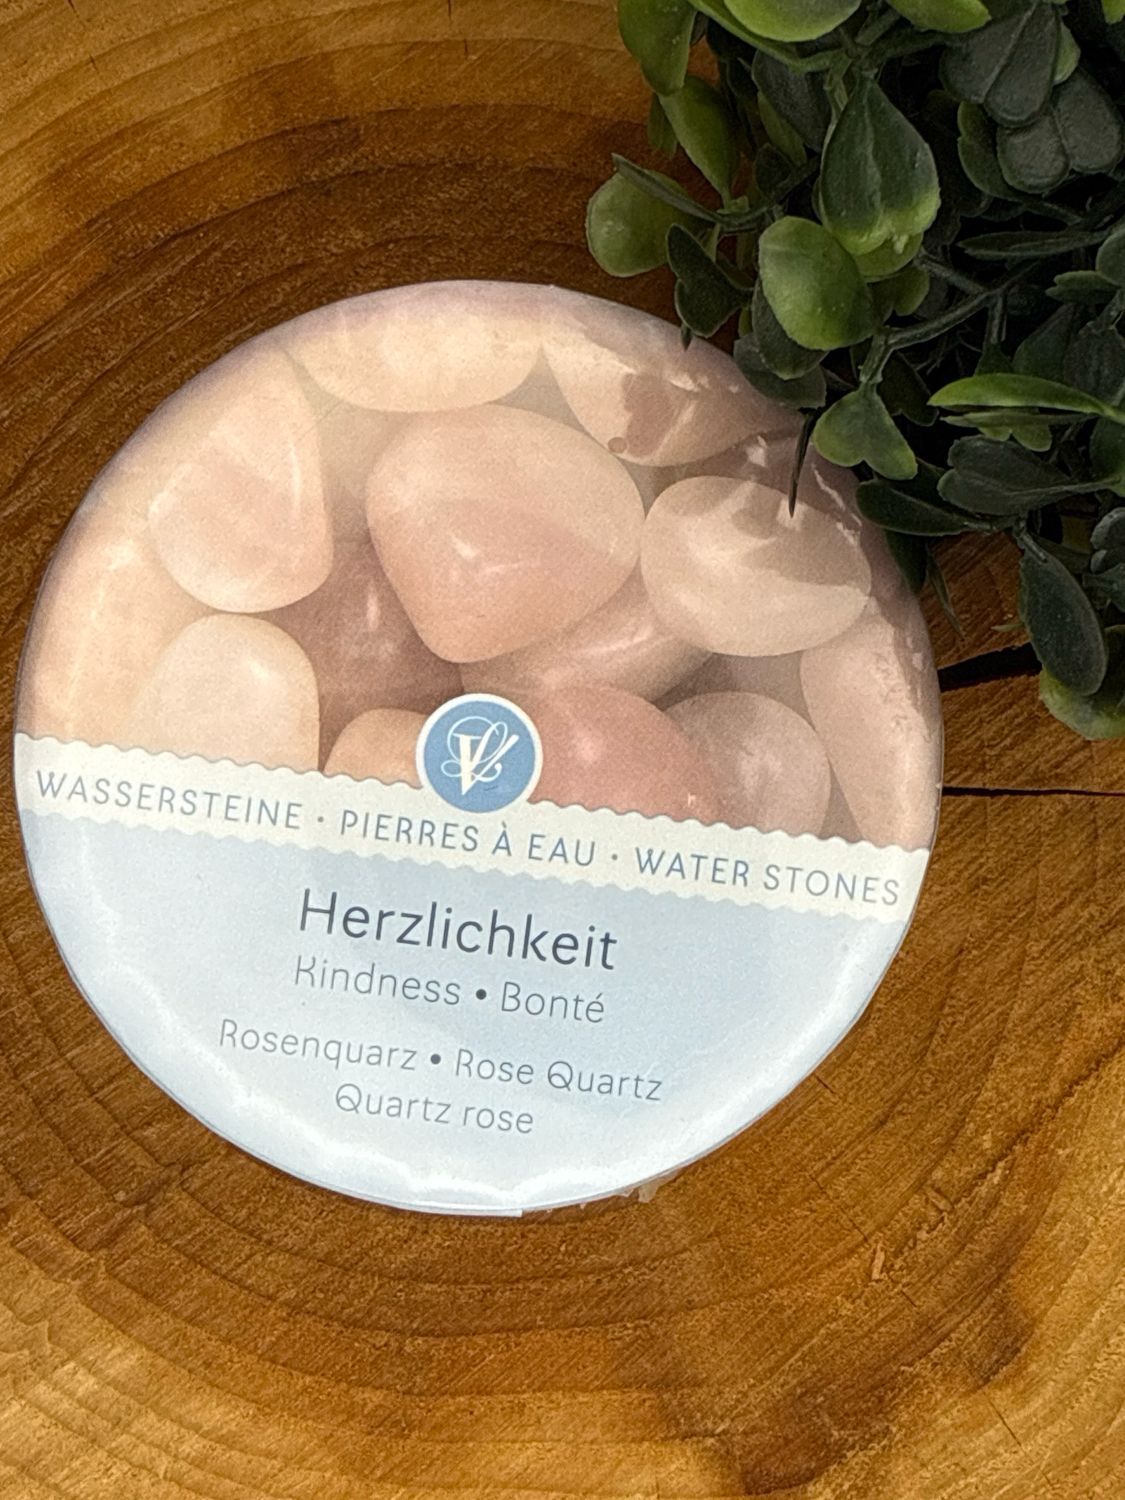 WASSERSTEINE · PIERRES À EAU · WATER STONES
Herzlichkeit
Kindness • Bonté
Rosenquarz • Rose Quartz
Quartz rose